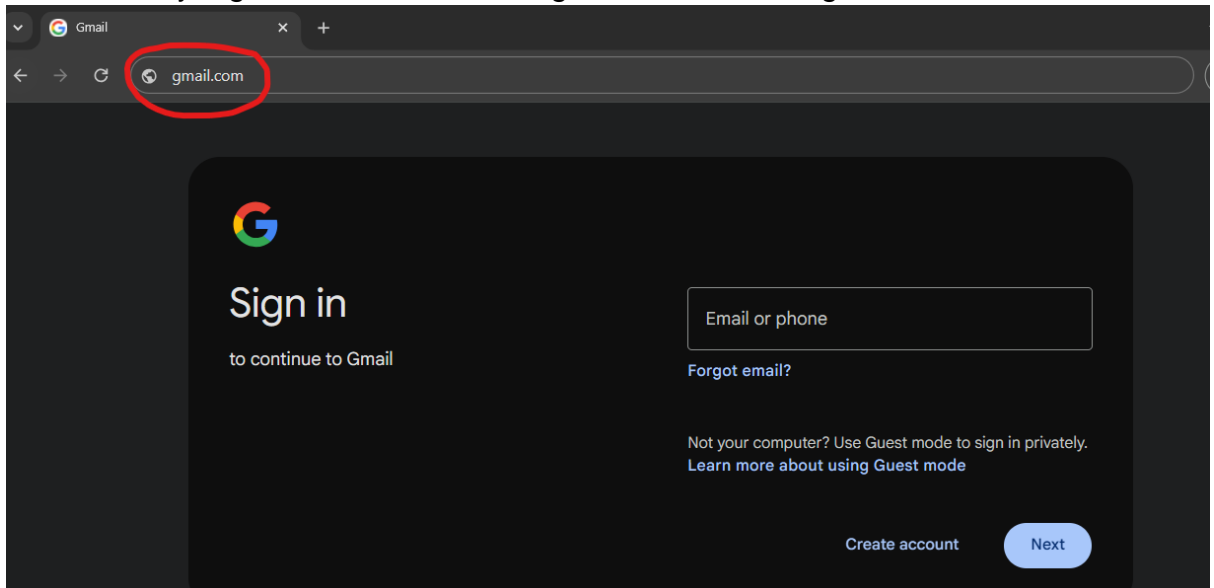 Gmail
gmail.com
Sign in
to continue to Gmail
Email or phone
Forgot email?
Not your computer? Use Guest mode to sign in privately.
Learn more about using Guest mode
Create account
Next